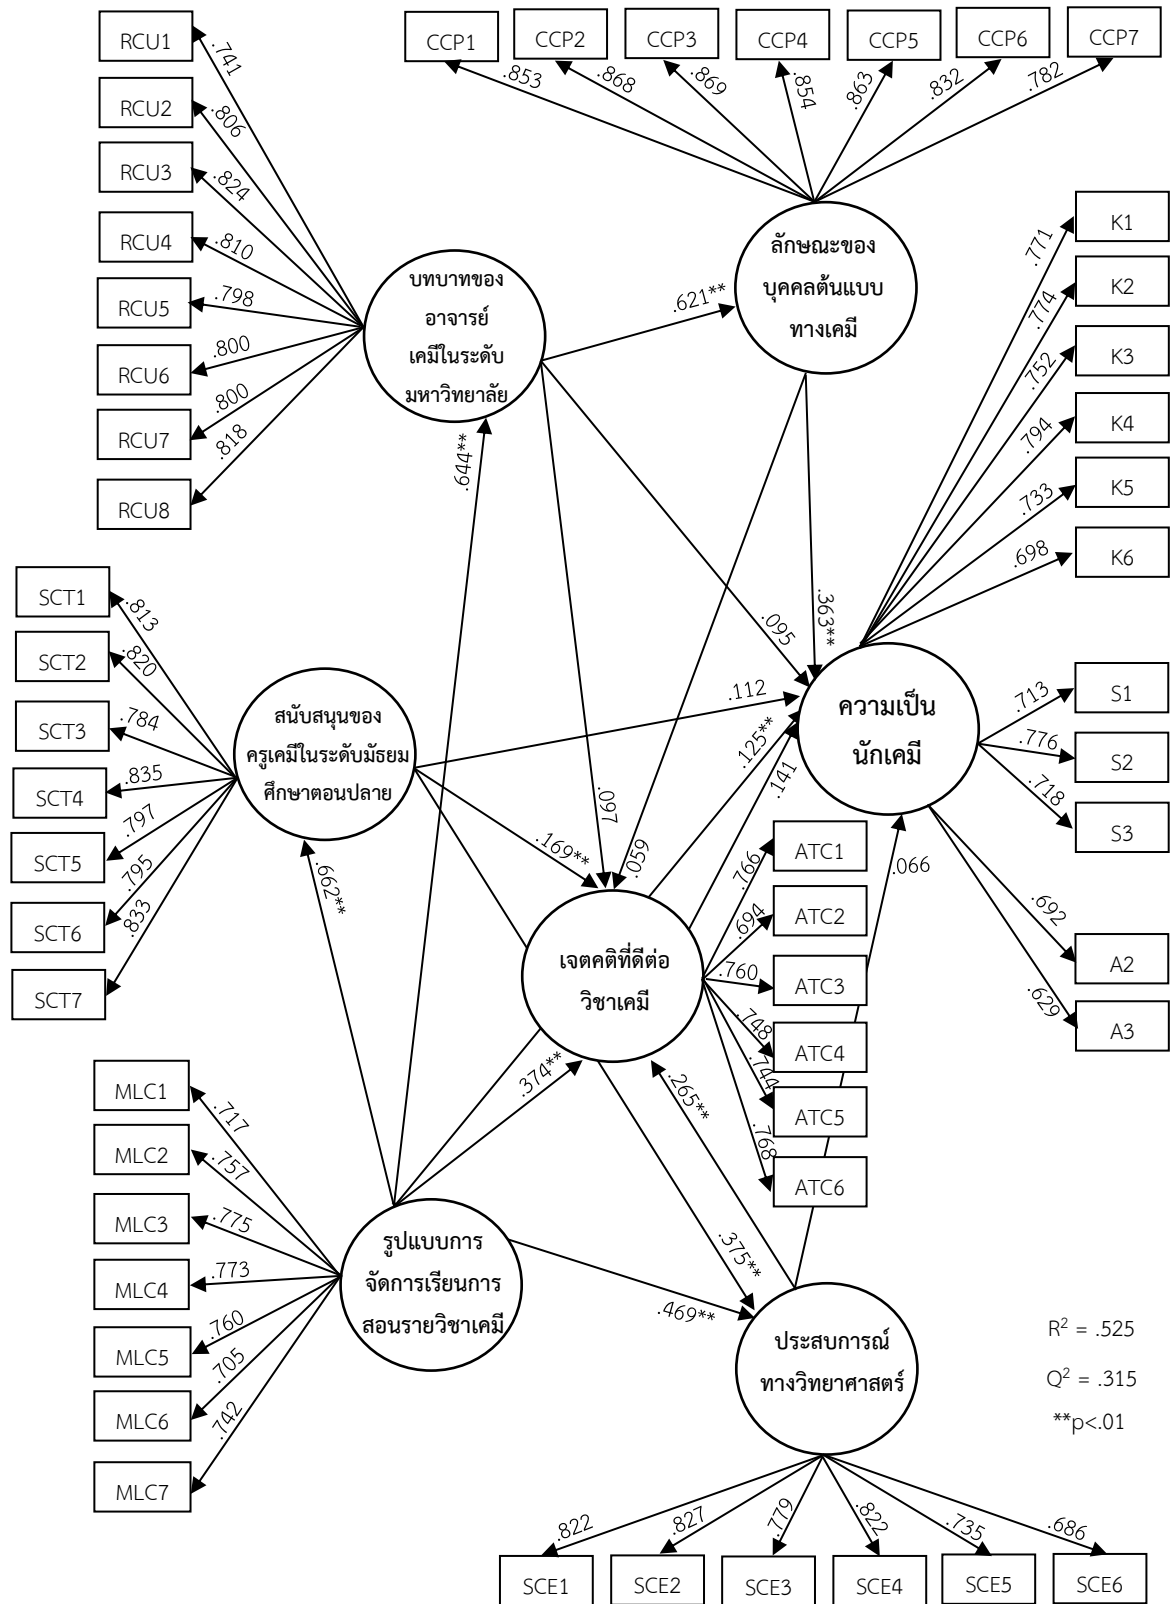 RCU1
RCU2
RCU3
RCU4
RCU5
RCU6
RCU7
RCU8
.741
.806
.824
.810
.798
.800
.800
.818
CCP1
CCP2
CCP3
CCP4
CCP5
CCP6
CCP7
.853
.868
.869
.854
.863
.832
.782
บทบาทของ
อาจารย์
เคมีในระดับ
มหาวิทยาลัย
.621**
ลักษณะของ
บุคคลต้นแบบ
ทางเคมี
K1
K2
K3
K4
K5
K6
.771
.774
.752
.794
.733
.698
.644**
.097
.095
.059
.363**
SCT1
SCT2
SCT3
SCT4
SCT5
SCT6
SCT7
.813
.820
.784
.835
.797
.795
.833
สนับสนุนของ
ครูเคมีในระดับมัธยม
ศึกษาตอนปลาย
.112
.169**
.125**
.141
.066
ความเป็น
นักเคมี
S1
S2
S3
.713
.776
.718
A2
A3
.692
.629
.662**
เจตคติที่ดีต่อ
วิชาเคมี
ATC1
ATC2
ATC3
ATC4
ATC5
ATC6
.766
.694
.760
.748
.744
.768
.374**
.265**
.375**
.469**
MLC1
MLC2
MLC3
MLC4
MLC5
MLC6
MLC7
.717
.757
.775
.773
.760
.705
.742
รูปแบบการ
จัดการเรียนการ
สอนรายวิชาเคมี
ประสบการณ์
ทางวิทยาศาสตร์
R² = .525
Q² = .315
**p<.01
.822
.827
.779
.822
.735
.686
SCE1
SCE2
SCE3
SCE4
SCE5
SCE6